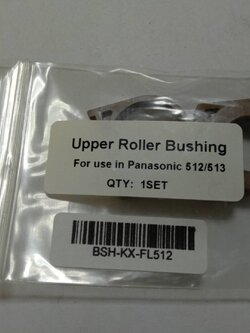 Upper Roller Bushing
For use in Panasonic 512/513
QTY: 1SET
BSH-KX-FL512